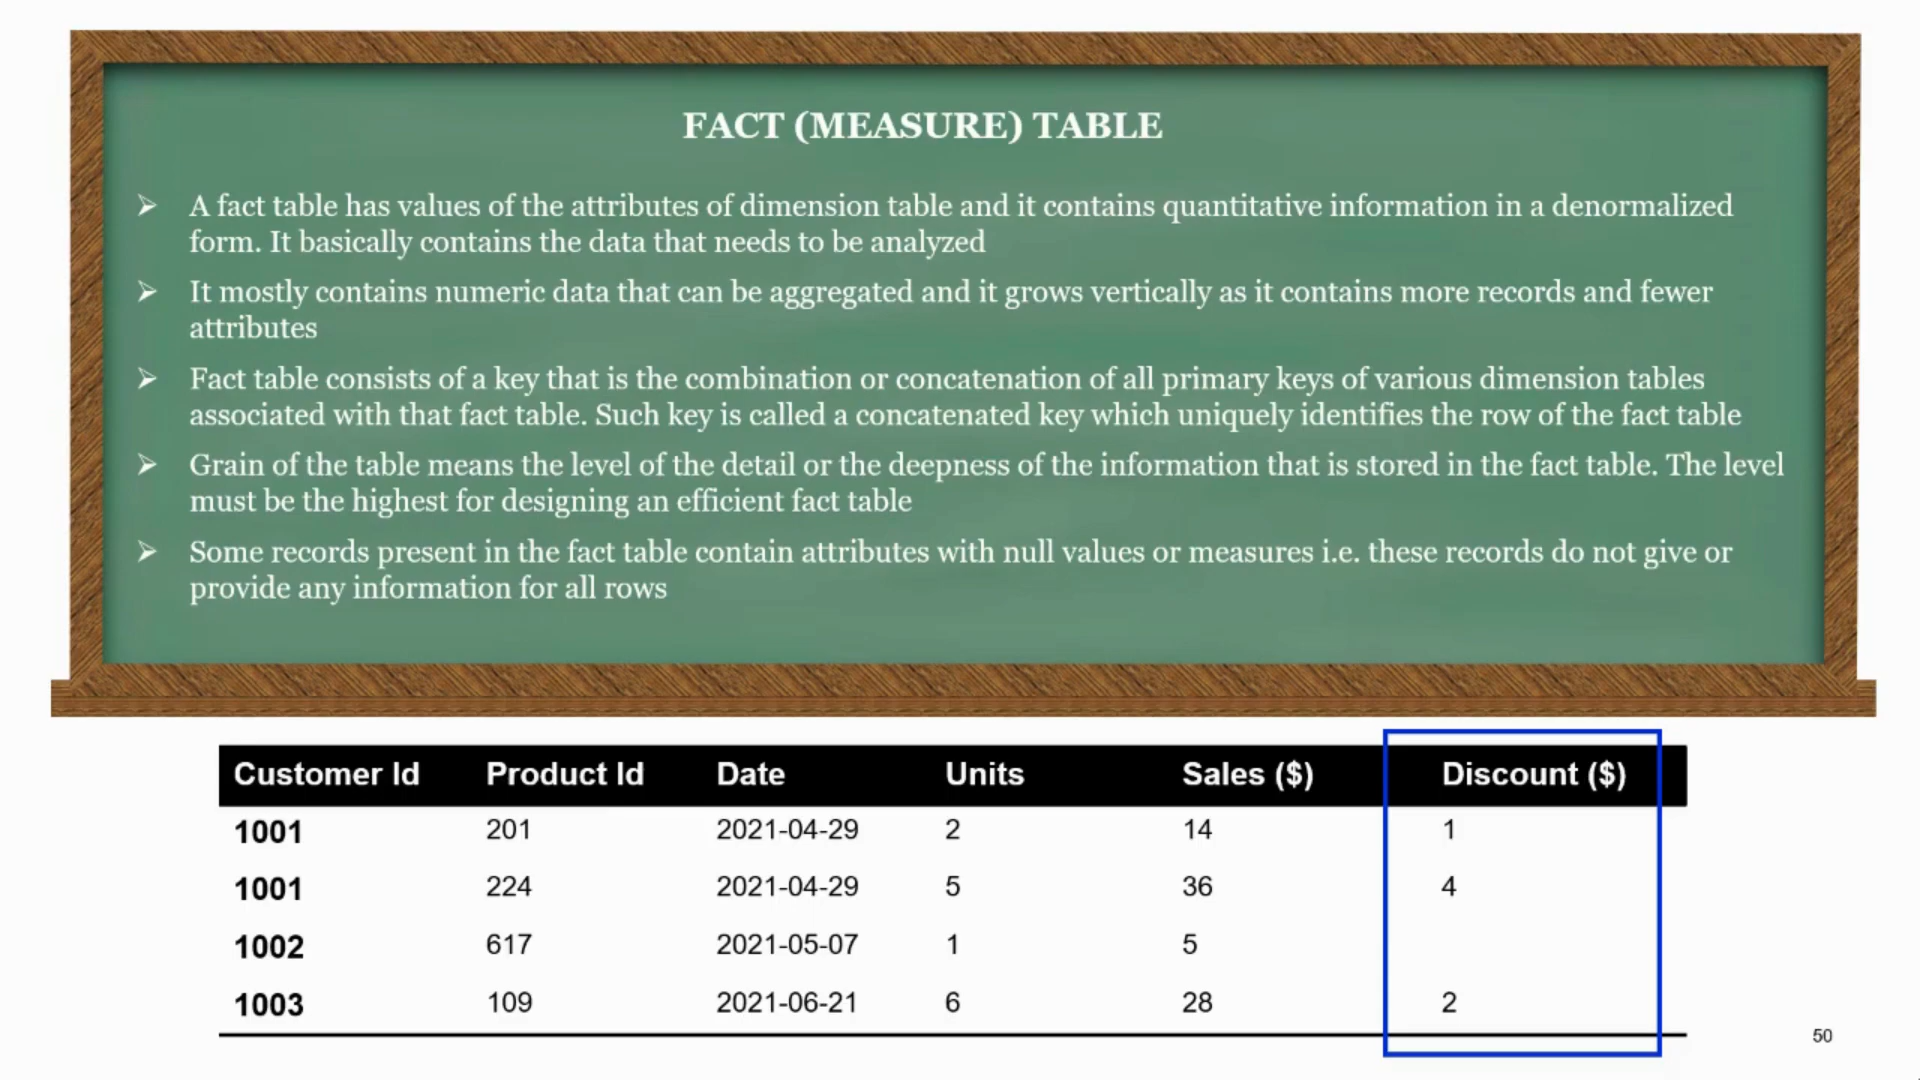 FACT (MEASURE) TABLE
➢ A fact table has values of the attributes of dimension table and it contains quantitative information in a denormalized
form. It basically contains the data that needs to be analyzed
➢ It mostly contains numeric data that can be aggregated and it grows vertically as it contains more records and fewer
attributes
➢ Fact table consists of a key that is the combination or concatenation of all primary keys of various dimension tables
associated with that fact table. Such key is called a concatenated key which uniquely identifies the row of the fact table
➢ Grain of the table means the level of the detail or the deepness of the information that is stored in the fact table. The level
must be the highest for designing an efficient fact table
➢ Some records present in the fact table contain attributes with null values or measures i.e. these records do not give or
provide any information for all rows
Customer Id Product Id Date Units Sales ($) Discount ($)
1001 201 2021-04-29 2 14 1
1001 224 2021-04-29 5 36 4
1002 617 2021-05-07 1 5
1003 109 2021-06-21 6 28 2
50